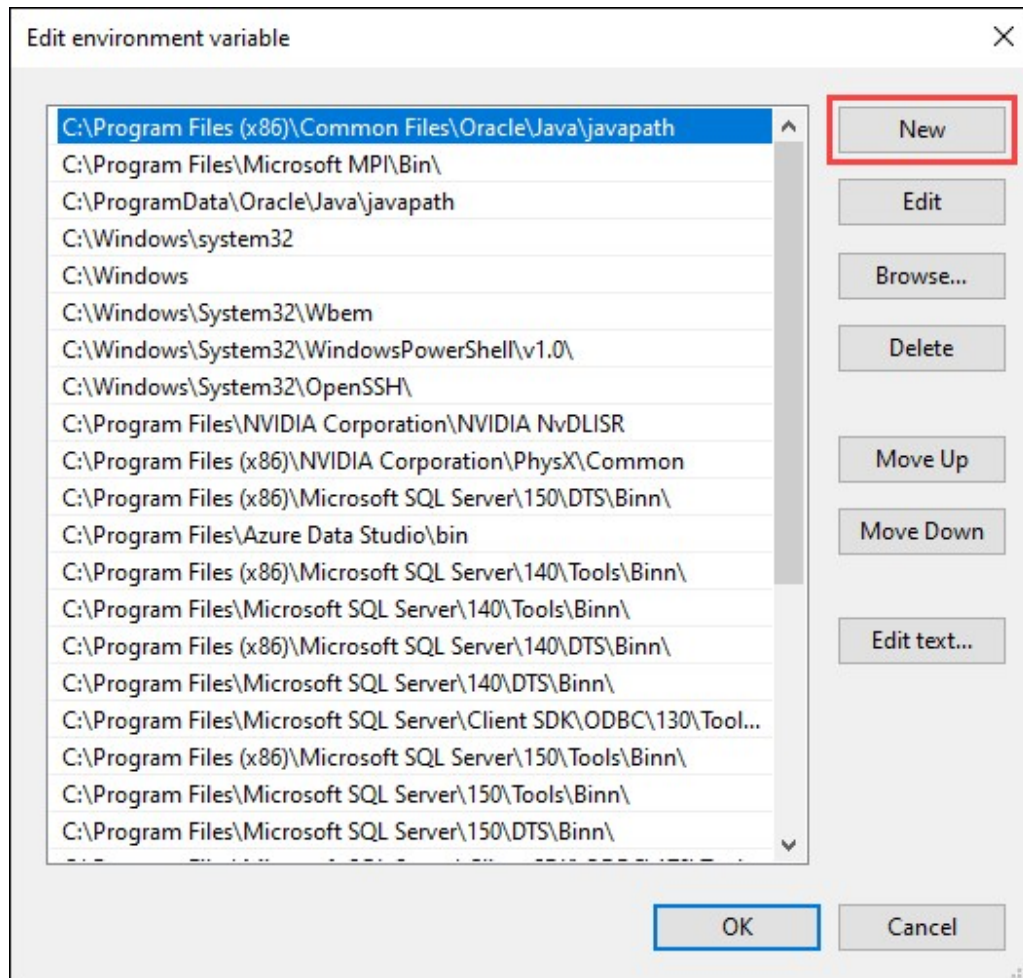 Edit environment variable
C:\Program Files (x86)\Common Files\Oracle\Java\javapath
C:\Program Files\Microsoft MPI\Bin\
C:\ProgramData\Oracle\Java\javapath
C:\Windows\system32
C:\Windows
C:\Windows\System32\Wbem
C:\Windows\System32\WindowsPowerShell\v1.0\
C:\Windows\System32\OpenSSH\
C:\Program Files\NVIDIA Corporation\NVIDIA NvDLISR
C:\Program Files (x86)\NVIDIA Corporation\PhysX\Common
C:\Program Files (x86)\Microsoft SQL Server\150\DTS\Binn\
C:\Program Files\Azure Data Studio\bin
C:\Program Files (x86)\Microsoft SQL Server\140\Tools\Binn\
C:\Program Files\Microsoft SQL Server\140\Tools\Binn\
C:\Program Files (x86)\Microsoft SQL Server\140\DTS\Binn\
C:\Program Files\Microsoft SQL Server\140\DTS\Binn\
C:\Program Files\Microsoft SQL Server\Client SDK\ODBC\130\Tool...
C:\Program Files (x86)\Microsoft SQL Server\150\Tools\Binn\
C:\Program Files\Microsoft SQL Server\150\Tools\Binn\
C:\Program Files\Microsoft SQL Server\150\DTS\Binn\
New
Edit
Browse...
Delete
Move Up
Move Down
Edit text...
OK
Cancel